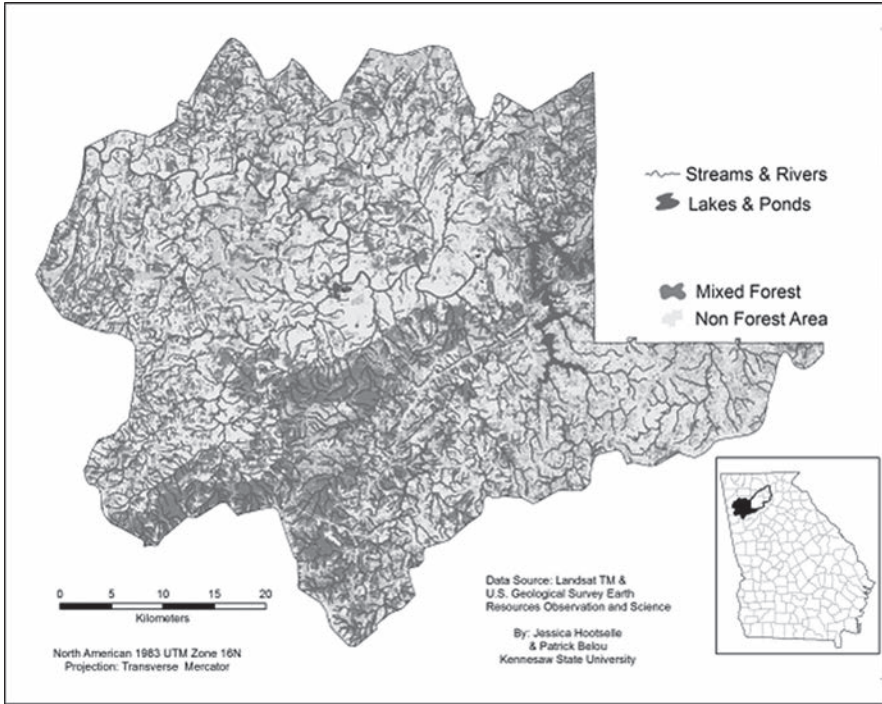 Streams & Rivers
Lakes & Ponds
Mixed Forest
Non Forest Area
0 5 10 15 20
Kilometers
North American 1983 UTM Zone 16N
Projection: Transverse Mercator
Data Source: Landsat TM &
U.S. Geological Survey Earth
Resources Observation and Science
By: Jessica Hootselle
& Patrick Belou
Kennesaw State University